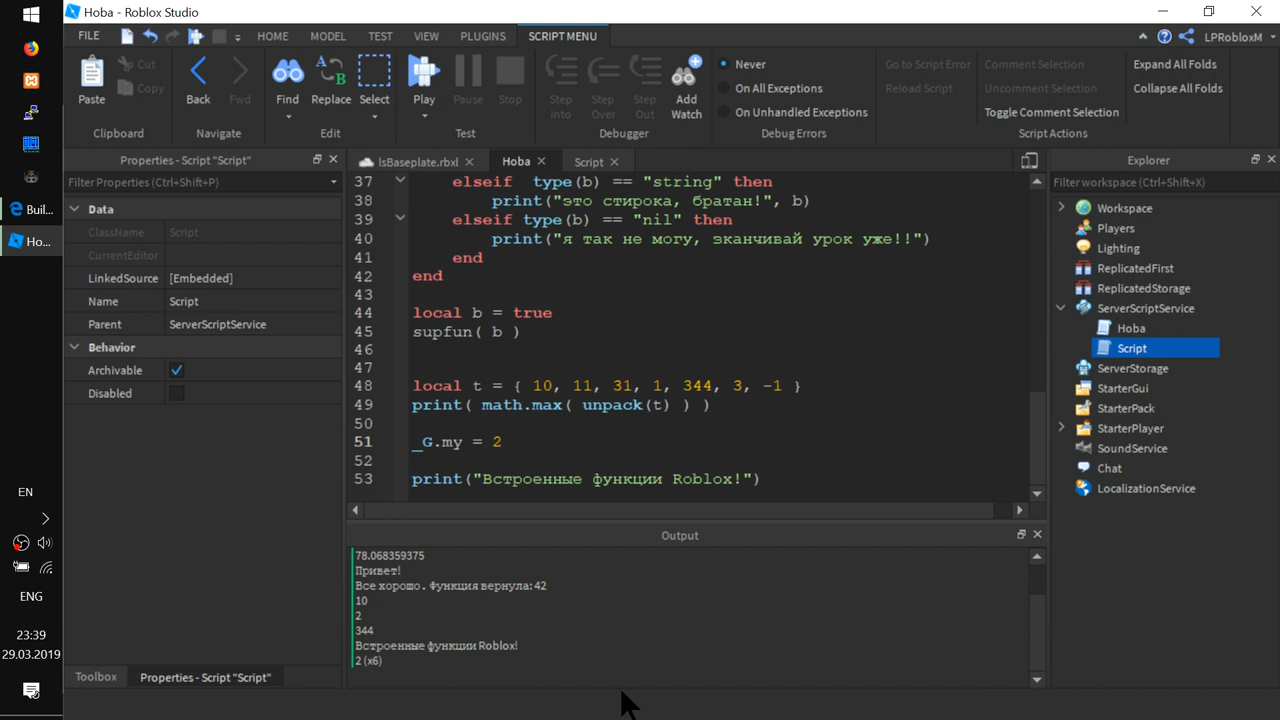 Hoba - Roblox Studio
FILE HOME MODEL TEST VIEW PLUGINS SCRIPT MENU LPRobloxM
Paste Cut Copy Back Fwd Find Replace Select Play Pause Stop Step Into Step Over Step Out Add Watch
Never
On All Exceptions
On Unhandled Exceptions
Go to Script Error
Reload Script
Comment Selection
Uncomment Selection
Toggle Comment Selection
Expand All Folds
Collapse All Folds
Clipboard Navigate Edit Test Debugger Debug Errors Script Actions
Properties - Script "Script"
Filter Properties (Ctrl+Shift+P)
Data
ClassName Script
CurrentEditor
LinkedSource [Embedded]
Name Script
Parent ServerScriptService
Behavior
Archivable
Disabled
Toolbox Properties - Script "Script"
lsBaseplate.rbxl Hoba Script
37 elseif type(b) == "string" then
38 print("это стирока, братан!", b)
39 elseif type(b) == "nil" then
40 print("я так не могу, эканчивай урок уже!!")
41 end
42 end
43
44 local b = true
45 supfun( b )
46
47
48 local t = { 10, 11, 31, 1, 344, 3, -1 }
49 print( math.max( unpack(t) ) )
50
51 _G.my = 2
52
53 print("Встроенные функции Roblox!")
Output
78.068359375
Привет!
Все хорошо. Функция вернула: 42
10
2
344
Встроенные функции Roblox!
2 (x6)
Explorer
Filter workspace (Ctrl+Shift+X)
Workspace
Players
Lighting
ReplicatedFirst
ReplicatedStorage
ServerScriptService
Hoba
Script
ServerStorage
StarterGui
StarterPack
StarterPlayer
SoundService
Chat
LocalizationService
Buil...
Ho...
EN
ENG
23:39
29.03.2019